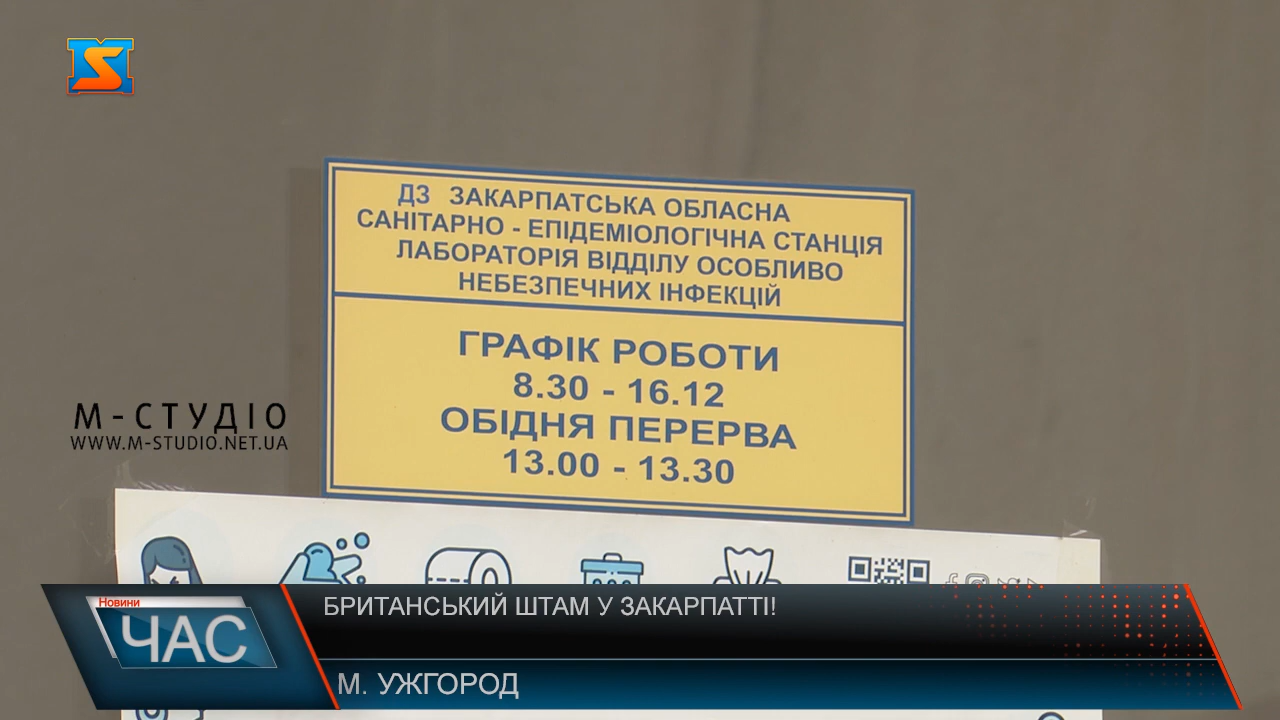 ДЗ ЗАКАРПАТСЬКА ОБЛАСНА
САНІТАРНО - ЕПІДЕМІОЛОГІЧНА СТАНЦІЯ
ЛАБОРАТОРІЯ ВІДДІЛУ ОСОБЛИВО
НЕБЕЗПЕЧНИХ ІНФЕКЦІЙ
ГРАФІК РОБОТИ
8.30 - 16.12
ОБІДНЯ ПЕРЕРВА
13.00 - 13.30
М-СТУДІО
WWW.M-STUDIO.NET.UA
Новини
ЧАС
БРИТАНСЬКИЙ ШТАМ У ЗАКАРПАТТІ!
М. УЖГОРОД